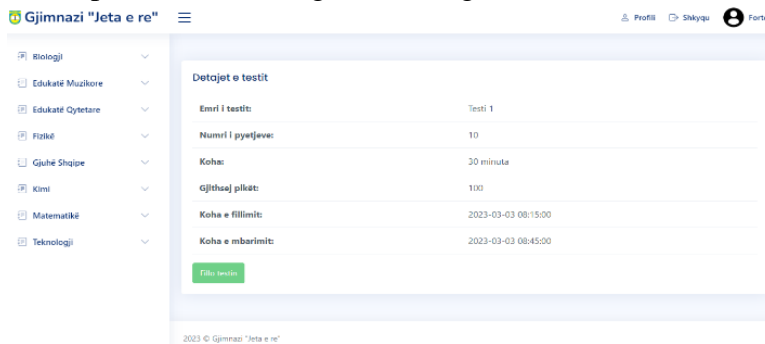 Gjimnazi "Jeta e re"
Profili
Shkyqu
Biologji
Edukatë Muzikore
Edukatë Qytetare
Fizikë
Gjuhë Shqipe
Kimi
Matematikë
Teknologji
Detajet e testit
Emri i testit: Testi 1
Numri i pyetjeve: 10
Koha: 30 minuta
Gjithsej pikët: 100
Koha e fillimit: 2023-03-03 08:15:00
Koha e mbarimit: 2023-03-03 08:45:00
Fillo testin
2023 © Gjimnazi "Jeta e re"